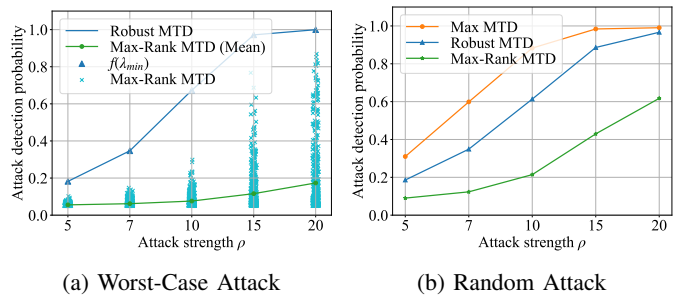 Attack detection probability
1.0
0.8
0.6
0.4
0.2
0.0
Robust MTD
Max-Rank MTD (Mean)
f(λmin)
Max-Rank MTD
5 7 10 15 20
Attack strength ρ
(a) Worst-Case Attack
Attack detection probability
1.0
0.8
0.6
0.4
0.2
0.0
Max MTD
Robust MTD
Max-Rank MTD
5 7 10 15 20
Attack strength ρ
(b) Random Attack